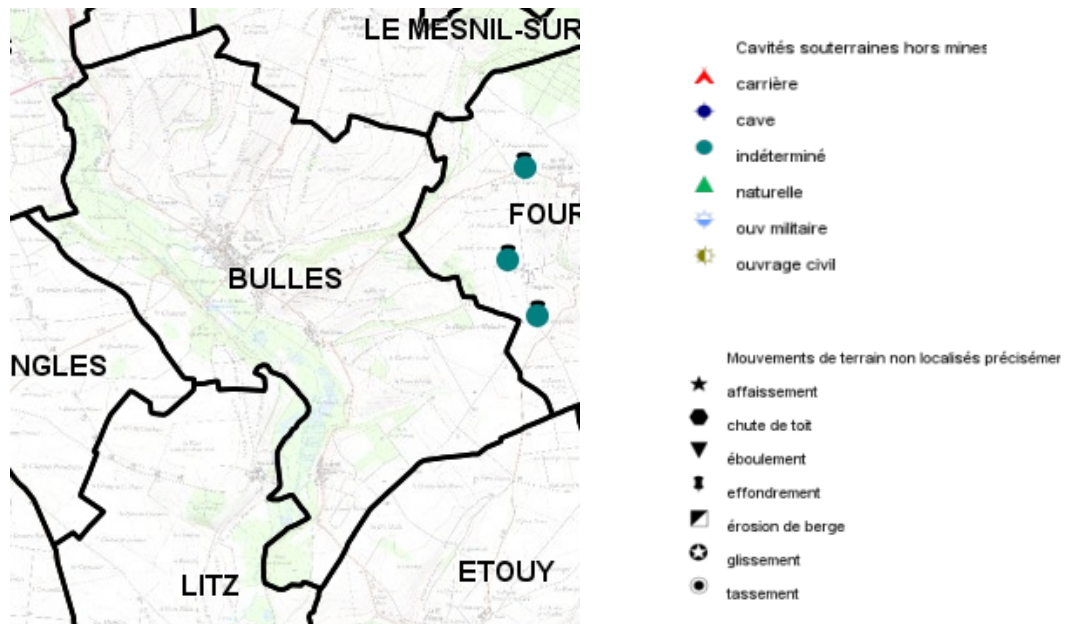 LE MESNIL-SUR
FOUR
BULLES
NGLES
LITZ
ETOUY
Cavités souterraines hors mines
carrière
cave
indéterminé
naturelle
ouv militaire
ouvrage civil
Mouvements de terrain non localisés précisémer
affaissement
chute de toit
éboulement
effondrement
érosion de berge
glissement
tassement